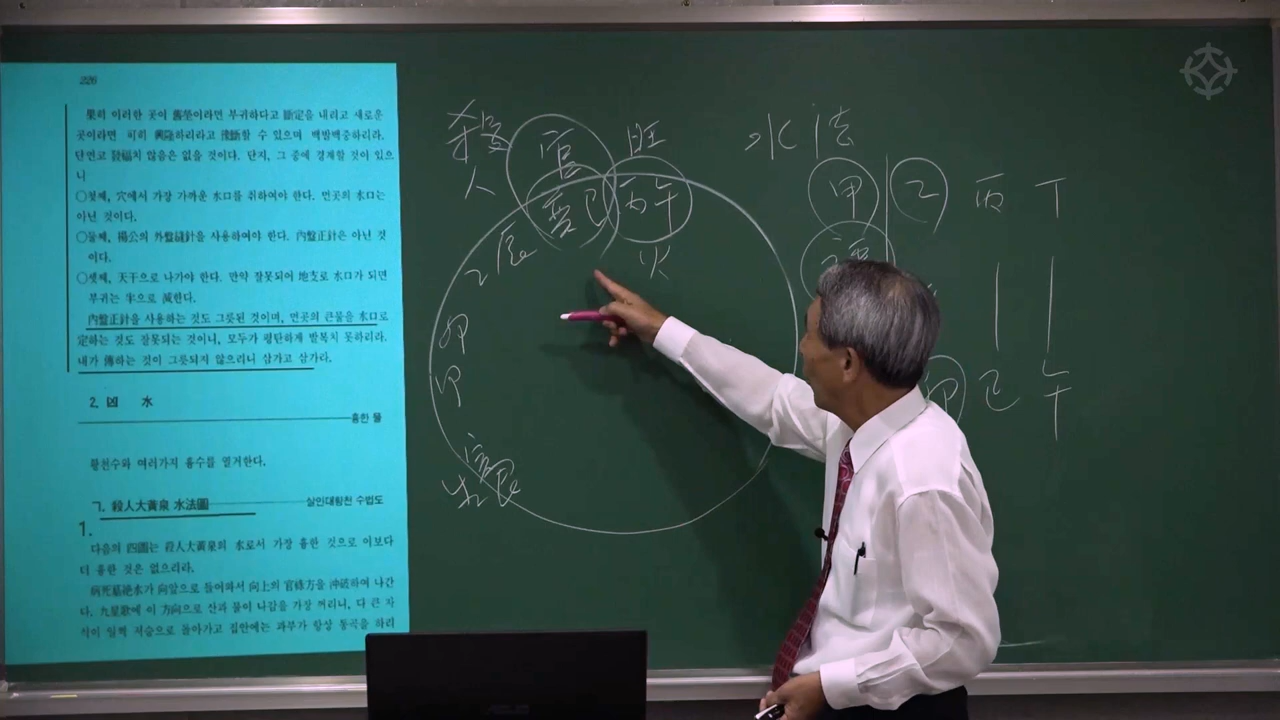 226
果히 이러한 곳이 舊塋이라면 부귀하다고 斷定을 내리고 새로운
곳이라면 可히 興隆하리라고 할 수 있으며 백발백중하리라.
단연고 發福치 않음은 없을 것이다. 단지, 그 중에 경계할 것이 있으
니
○첫째, 穴에서 가장 가까운 水口를 취하여야 한다. 먼곳의 水口는
아닌 것이다.
○둘째, 楊公의 外盤縫針을 사용하여야 한다. 內盤正針은 아닌 것
이다.
○셋째, 天干으로 나가야 한다. 만약 잘못되어 地支로 水口가 되면
부귀는 半으로 減한다.
內盤正針을 사용하는 것도 그릇된 것이며, 먼곳의 큰물을 水口로
定하는 것도 잘못되는 것이니, 모두가 평탄하게 발복치 못하리라.
내가 傳하는 것이 그릇되지 않으리니 삼가고 삼가라.
2. 凶 水
흉한 물
황천수와 여러가지 흉수를 열거한다.
ㄱ. 殺人大黃泉 水法圖
살인대황천 수법도
1.
다음의 四圖는 殺人大黃泉의 水로서 가장 흉한 것으로 이보다
더 흉한 것은 없으리라.
病死墓絶水가 向앞으로 들어와서 向上의 官祿方을 沖破하여 나간
다. 九星歌에 이 方向으로 산과 물이 나감을 가장 꺼리니, 다 큰 자
식이 일찍 저승으로 돌아가고 집안에는 과부가 항상 통곡을 하리
殺人
官
旺
巳
丙午
火
辰
乙
卯
甲
寅艮
生
水法
甲 乙 丙 丁
祿
卯 巳 午